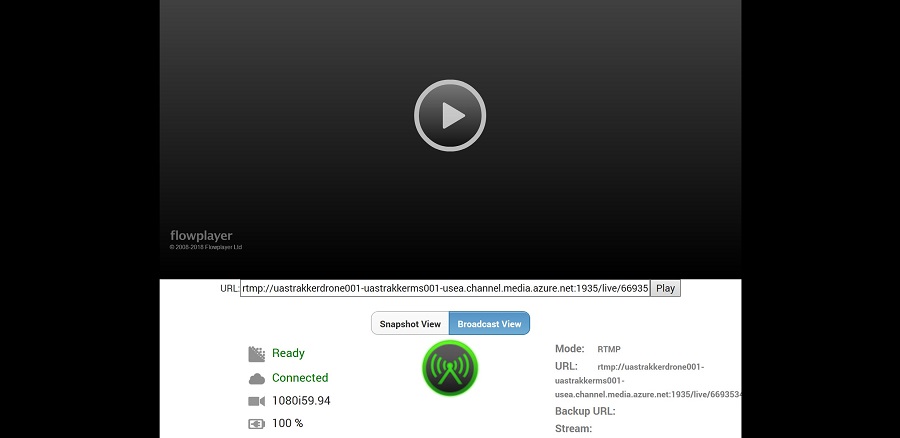 flowplayer
© 2008-2016 Flowplayer Ltd
URL: rtmp://uastrakkerdrone001-uastrakkerms001-usea.channel.media.azure.net:1935/live/66935 Play
Snapshot View Broadcast View
Ready
Connected
1080i59.94
100 %
Mode: RTMP
URL: rtmp://uastrakkerdrone001-
uastrakkerms001-
usea.channel.media.azure.net:1935/live/669353
Backup URL:
Stream: